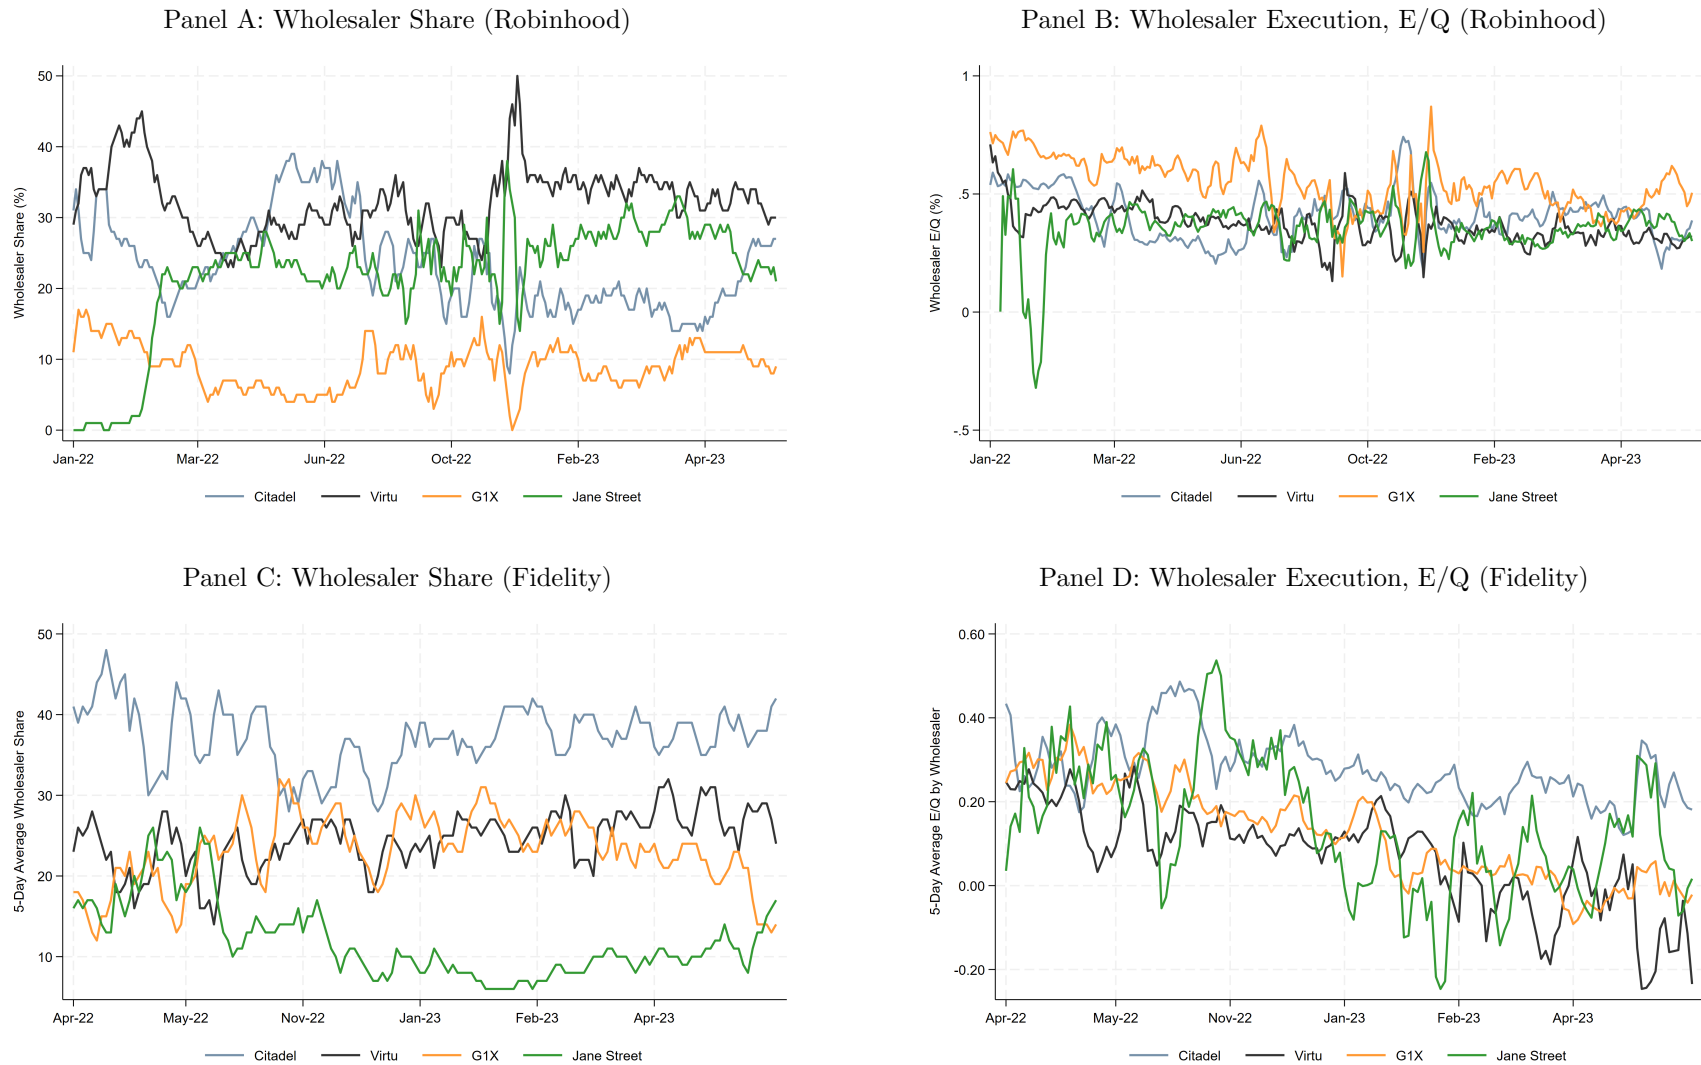 Panel A: Wholesaler Share (Robinhood)
Wholesaler Share (%)
50
40
30
20
10
0
Jan-22 Mar-22 Jun-22 Oct-22 Feb-23 Apr-23
Citadel Virtu G1X Jane Street
Panel B: Wholesaler Execution, E/Q (Robinhood)
Wholesaler E/Q (%)
1
.5
0
-.5
Jan-22 Mar-22 Jun-22 Oct-22 Feb-23 Apr-23
Citadel Virtu G1X Jane Street
Panel C: Wholesaler Share (Fidelity)
5-Day Average Wholesaler Share
50
40
30
20
10
Apr-22 May-22 Nov-22 Jan-23 Feb-23 Apr-23
Citadel Virtu G1X Jane Street
Panel D: Wholesaler Execution, E/Q (Fidelity)
5-Day Average E/Q by Wholesaler
0.60
0.40
0.20
0.00
-0.20
Apr-22 May-22 Nov-22 Jan-23 Feb-23 Apr-23
Citadel Virtu G1X Jane Street